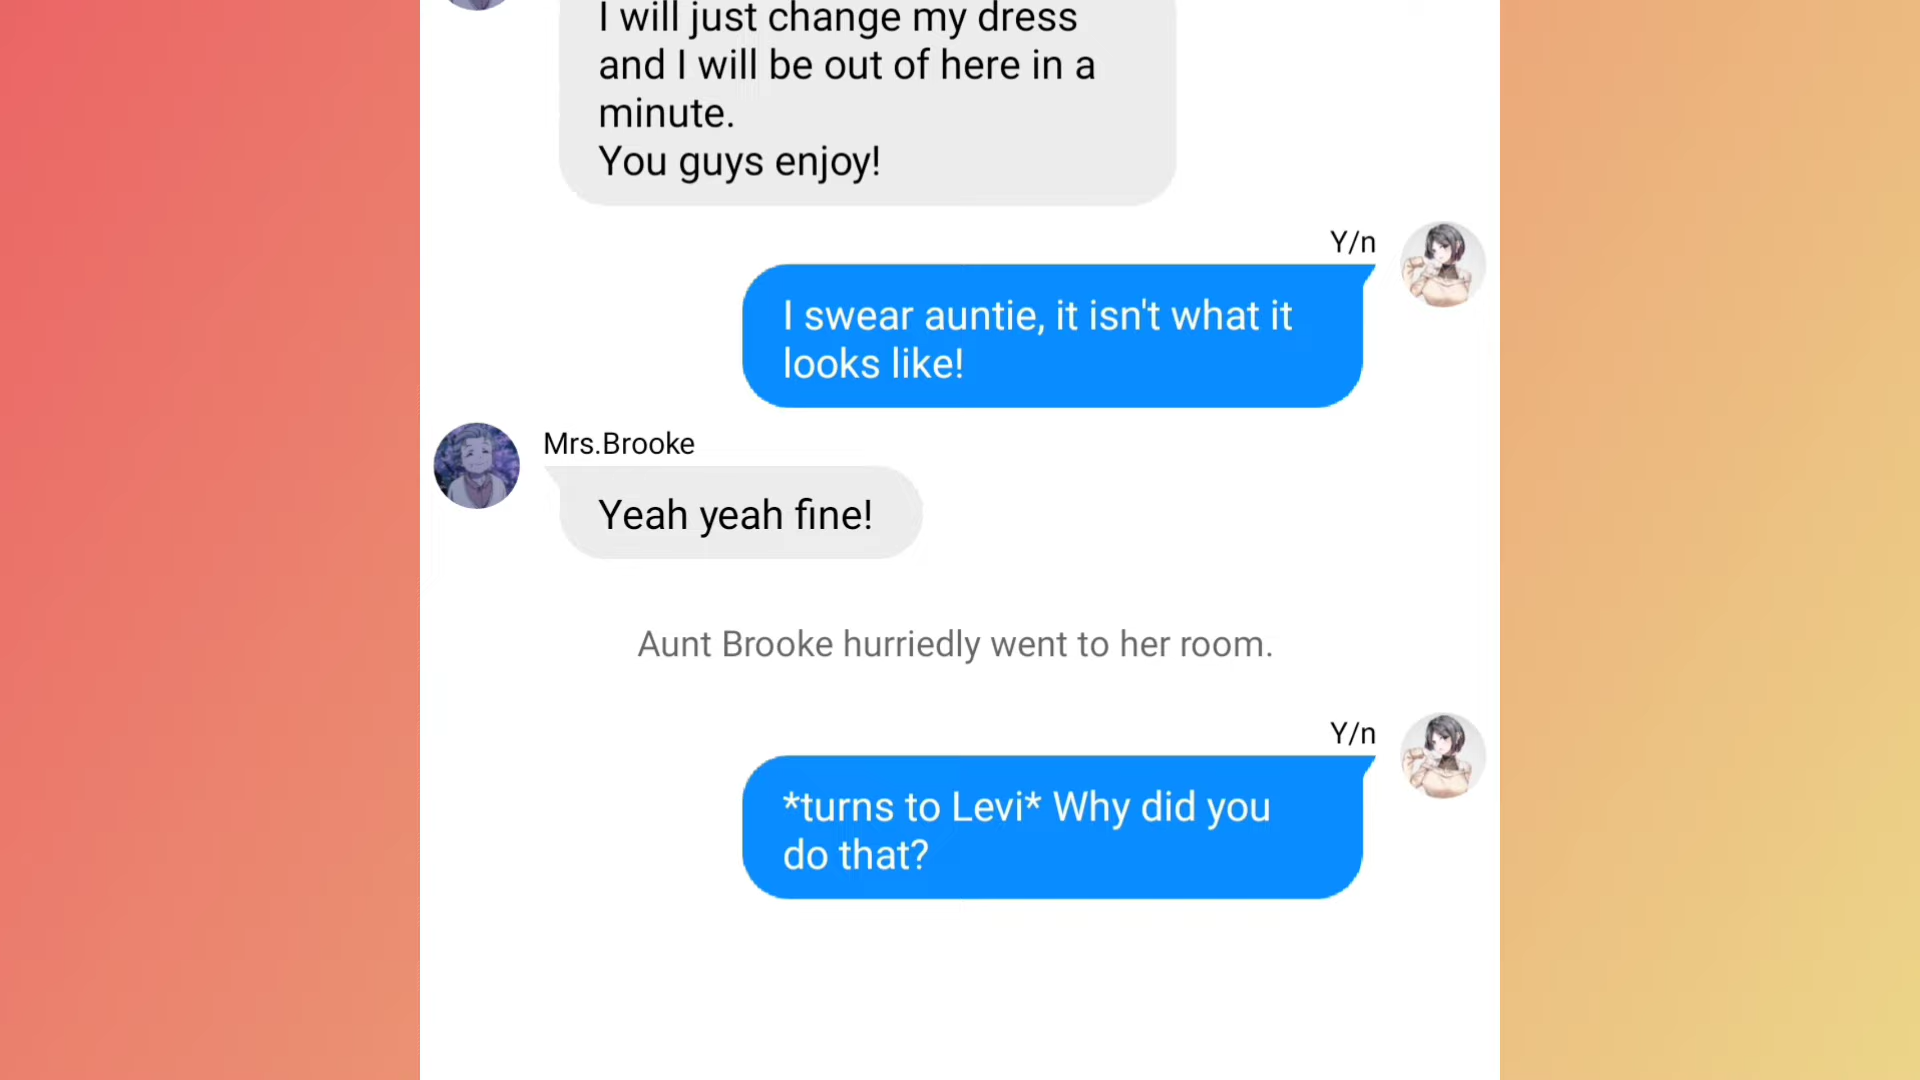 I will just change my dress
and I will be out of here in a
minute.
You guys enjoy!
Y/n
I swear auntie, it isn't what it
looks like!
Mrs.Brooke
Yeah yeah fine!
Aunt Brooke hurriedly went to her room.
Y/n
*turns to Levi* Why did you
do that?